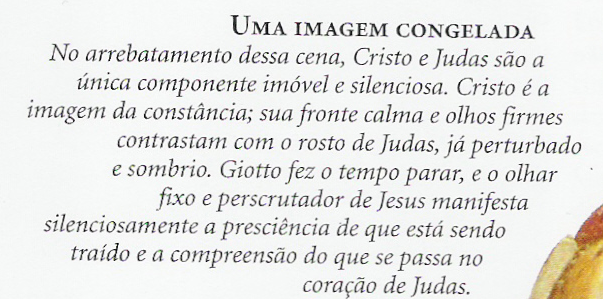 UMA IMAGEM CONGELADA
No arrebatamento dessa cena, Cristo e Judas são a
única componente imóvel e silenciosa. Cristo é a
imagem da constância; sua fronte calma e olhos firmes
contrastam com o rosto de Judas, já perturbado
e sombrio. Giotto fez o tempo parar, e o olhar
fixo e perscrutador de Jesus manifesta
silenciosamente a presciência de que está sendo
traído e a compreensão do que se passa no
coração de Judas.